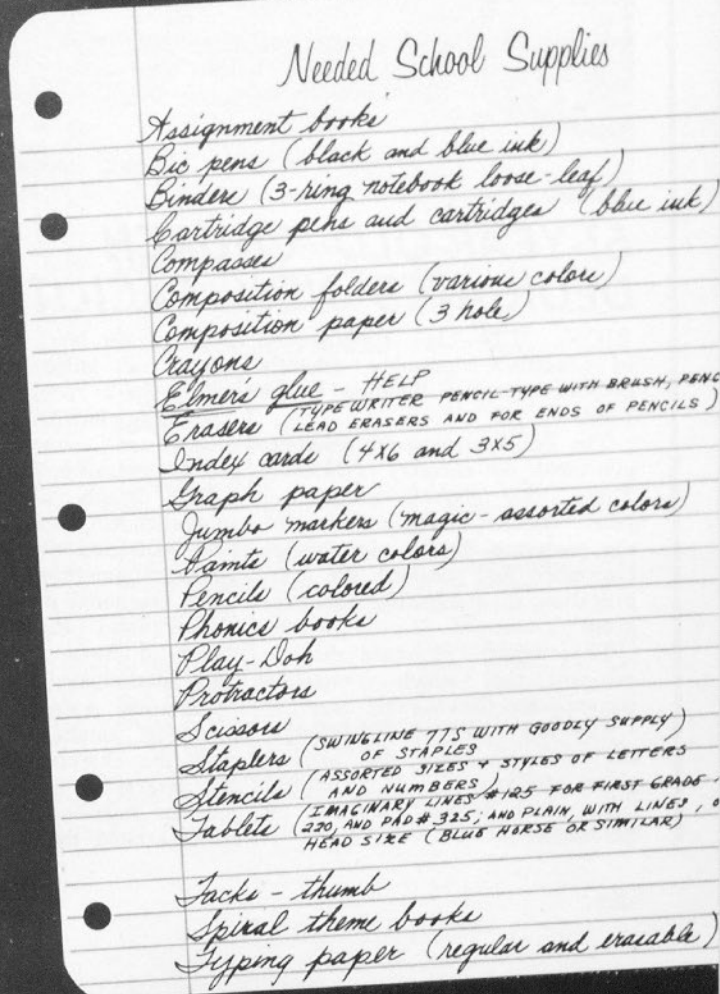 Needed School Supplies
Assignment books
Bic pens (black and blue ink)
Binders (3-ring notebook loose-leaf)
Cartridge pens and cartridges (blue ink)
Compasses
Composition folders (various colors)
Composition paper (3 hole)
Crayons
Elmer's glue - HELP
Erasers (TYPEWRITER PENCIL-TYPE WITH BRUSH, PENC
LEAD ERASERS AND FOR ENDS OF PENCILS)
Index cards (4X6 and 3X5)
Graph paper
Jumbo markers (magic - assorted colors)
Paints (water colors)
Pencils (colored)
Phonics books
Play-Doh
Protractors
Scissors
Staplers (SWINGLINE 77S WITH GOODLY SUPPLY)
OF STAPLES
Stencils (ASSORTED SIZES & STYLES OF LETTERS
AND NUMBERS)
Tablets (IMAGINARY LINES #125 FOR FIRST GRADE,
220, AND PAD # 325; AND PLAIN, WITH LINES,
HEAD SIZE (BLUE HORSE OR SIMILAR)
Tacks - thumb
Spiral theme books
Typing paper (regular and erasable)